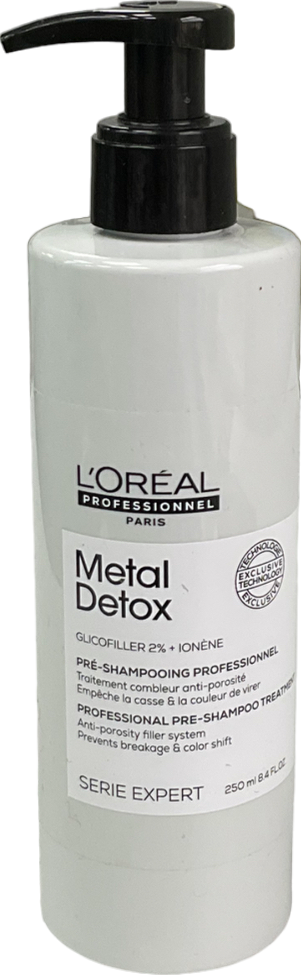 L'ORÉAL
PROFESSIONNEL
PARIS
Metal
Detox
TECHNOLOGIE
EXCLUSIVE
TECHNOLOGY
EXCLUSIVE
GLICOFILLER 2% + IONÈNE
PRÉ-SHAMPOOING PROFESSIONNEL
Traitement combleur anti-porosité
Empêche la casse & la couleur de virer
PROFESSIONAL PRE-SHAMPOO TREATMENT
Anti-porosity filler system
Prevents breakage & color shift
SERIE EXPERT
250 ml 8.4 FL.OZ